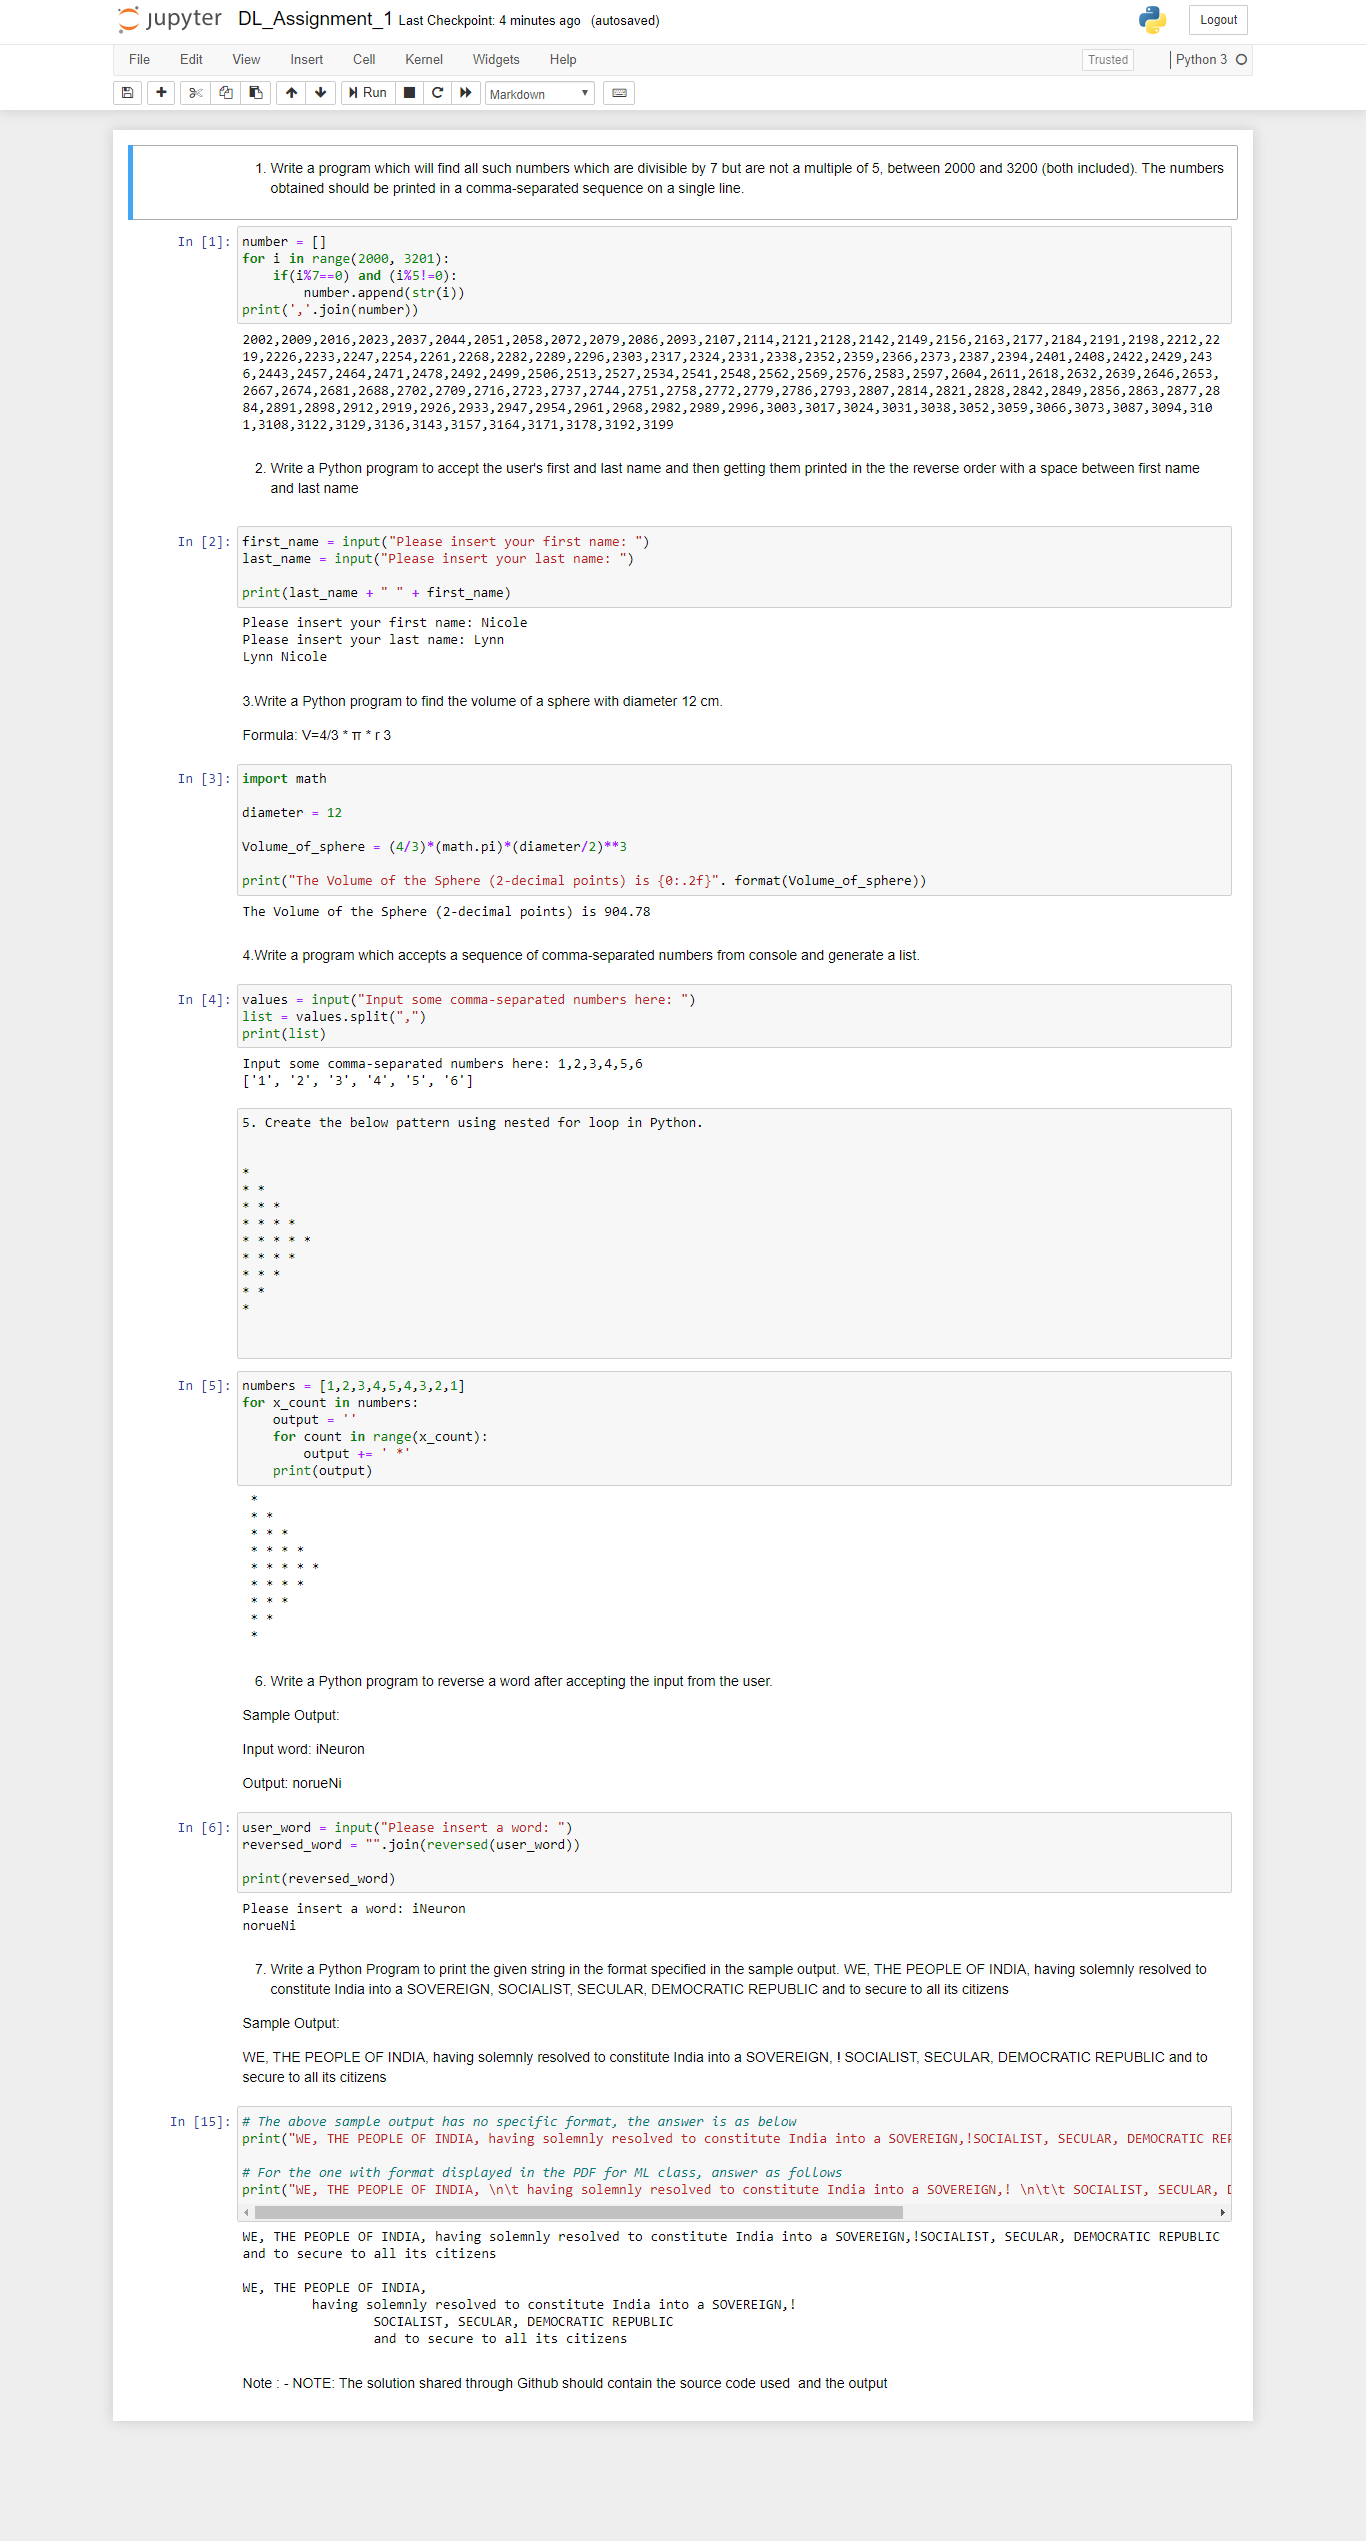 jupyter DL_Assignment_1 Last Checkpoint: 4 minutes ago (autosaved)
Logout
File Edit View Insert Cell Kernel Widgets Help
Trusted Python 3
Run Markdown
1. Write a program which will find all such numbers which are divisible by 7 but are not a multiple of 5, between 2000 and 3200 (both included). The numbers
obtained should be printed in a comma-separated sequence on a single line.
In [1]: number = []
for i in range(2000, 3201):
    if(i%7==0) and (i%5!=0):
        number.append(str(i))
print(','.join(number))
2002,2009,2016,2023,2037,2044,2051,2058,2072,2079,2086,2093,2107,2114,2121,2128,2142,2149,2156,2163,2177,2184,2191,2198,2212,22
19,2226,2233,2247,2254,2261,2268,2282,2289,2296,2303,2317,2324,2331,2338,2352,2359,2366,2373,2387,2394,2401,2408,2422,2429,243
6,2443,2457,2464,2471,2478,2492,2499,2506,2513,2527,2534,2541,2548,2562,2569,2576,2583,2597,2604,2611,2618,2632,2639,2646,2653,
2667,2674,2681,2688,2702,2709,2716,2723,2737,2744,2751,2758,2772,2779,2786,2793,2807,2814,2821,2828,2842,2849,2856,2863,2877,28
84,2891,2898,2912,2919,2926,2933,2947,2954,2961,2968,2982,2989,2996,3003,3017,3024,3031,3038,3052,3059,3066,3073,3087,3094,310
1,3108,3122,3129,3136,3143,3157,3164,3171,3178,3192,3199
2. Write a Python program to accept the user's first and last name and then getting them printed in the the reverse order with a space between first name
and last name
In [2]: first_name = input("Please insert your first name: ")
last_name = input("Please insert your last name: ")
print(last_name + " " + first_name)
Please insert your first name: Nicole
Please insert your last name: Lynn
Lynn Nicole
3.Write a Python program to find the volume of a sphere with diameter 12 cm.
Formula: V=4/3 * π * r 3
In [3]: import math
diameter = 12
Volume_of_sphere = (4/3)*(math.pi)*(diameter/2)**3
print("The Volume of the Sphere (2-decimal points) is {0:.2f}". format(Volume_of_sphere))
The Volume of the Sphere (2-decimal points) is 904.78
4.Write a program which accepts a sequence of comma-separated numbers from console and generate a list.
In [4]: values = input("Input some comma-separated numbers here: ")
list = values.split(",")
print(list)
Input some comma-separated numbers here: 1,2,3,4,5,6
['1', '2', '3', '4', '5', '6']
5. Create the below pattern using nested for loop in Python.
*
* *
* * *
* * * *
* * * * *
* * * *
* * *
* *
*
In [5]: numbers = [1,2,3,4,5,4,3,2,1]
for x_count in numbers:
    output = ''
    for count in range(x_count):
        output += ' *'
    print(output)
 *
 * *
 * * *
 * * * *
 * * * * *
 * * * *
 * * *
 * *
 *
6. Write a Python program to reverse a word after accepting the input from the user.
Sample Output:
Input word: iNeuron
Output: norueNi
In [6]: user_word = input("Please insert a word: ")
reversed_word = "".join(reversed(user_word))
print(reversed_word)
Please insert a word: iNeuron
norueNi
7. Write a Python Program to print the given string in the format specified in the sample output. WE, THE PEOPLE OF INDIA, having solemnly resolved to
constitute India into a SOVEREIGN, SOCIALIST, SECULAR, DEMOCRATIC REPUBLIC and to secure to all its citizens
Sample Output:
WE, THE PEOPLE OF INDIA, having solemnly resolved to constitute India into a SOVEREIGN, ! SOCIALIST, SECULAR, DEMOCRATIC REPUBLIC and to
secure to all its citizens
In [15]: # The above sample output has no specific format, the answer is as below
print("WE, THE PEOPLE OF INDIA, having solemnly resolved to constitute India into a SOVEREIGN,!SOCIALIST, SECULAR, DEMOCRATIC
# For the one with format displayed in the PDF for ML class, answer as follows
print("WE, THE PEOPLE OF INDIA, \n\t having solemnly resolved to constitute India into a SOVEREIGN,! \n\t\t SOCIALIST, SECULAR,
WE, THE PEOPLE OF INDIA, having solemnly resolved to constitute India into a SOVEREIGN,!SOCIALIST, SECULAR, DEMOCRATIC REPUBLIC
and to secure to all its citizens
WE, THE PEOPLE OF INDIA,
         having solemnly resolved to constitute India into a SOVEREIGN,!
                 SOCIALIST, SECULAR, DEMOCRATIC REPUBLIC
                 and to secure to all its citizens
Note : - NOTE: The solution shared through Github should contain the source code used  and the output